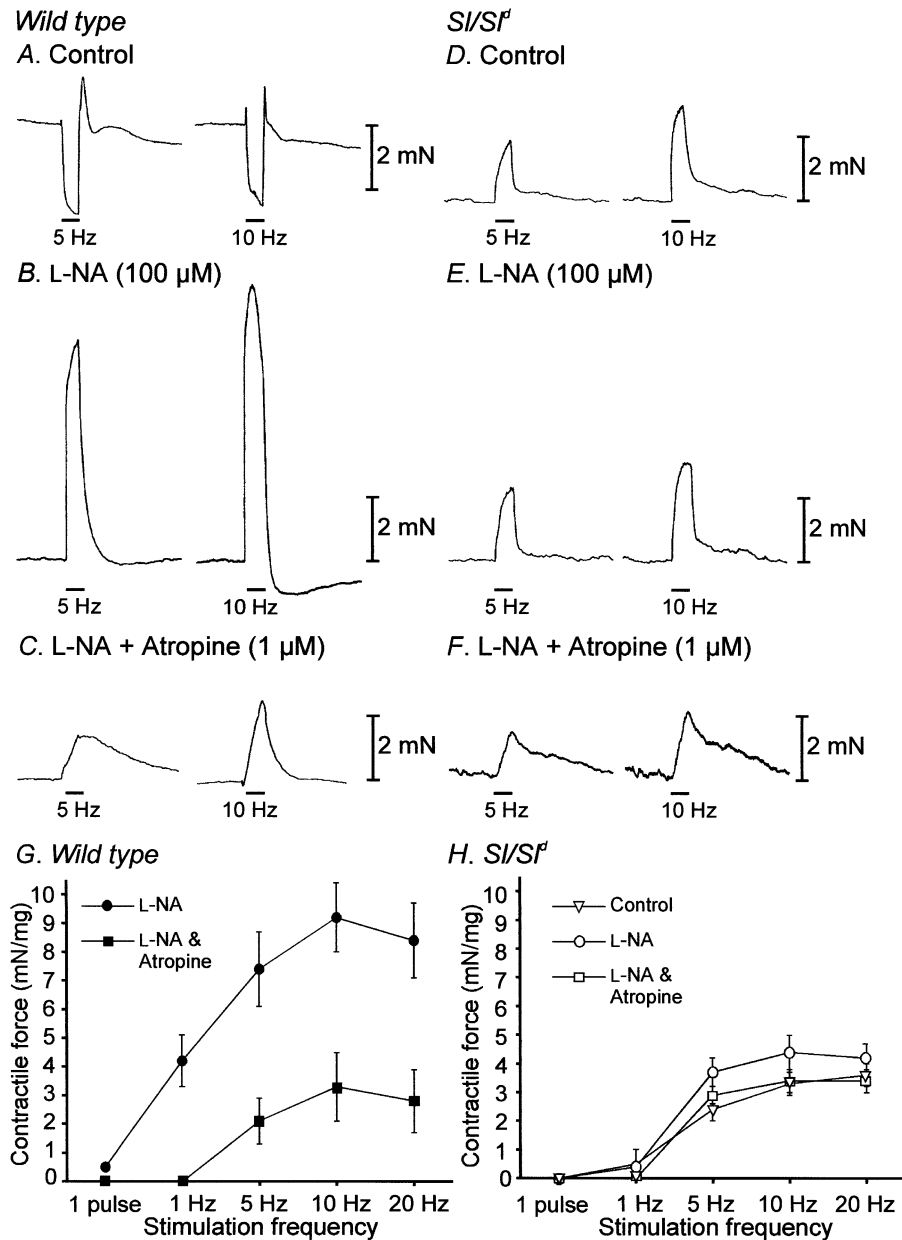 Wild type
A. Control
2 mN
5 Hz
10 Hz
B. L-NA (100 µM)
2 mN
5 Hz
10 Hz
C. L-NA + Atropine (1 µM)
2 mN
5 Hz
10 Hz
Sl/Slᵈ
D. Control
2 mN
5 Hz
10 Hz
E. L-NA (100 µM)
2 mN
5 Hz
10 Hz
F. L-NA + Atropine (1 µM)
2 mN
5 Hz
10 Hz
G. Wild type
Contractile force (mN/mg)
10
9
8
7
6
5
4
3
2
1
0
L-NA
L-NA &
Atropine
1 pulse
1 Hz
5 Hz
10 Hz
20 Hz
Stimulation frequency
H. Sl/Slᵈ
Contractile force (mN/mg)
10
9
8
7
6
5
4
3
2
1
0
Control
L-NA
L-NA &
Atropine
1 pulse
1 Hz
5 Hz
10 Hz
20 Hz
Stimulation frequency